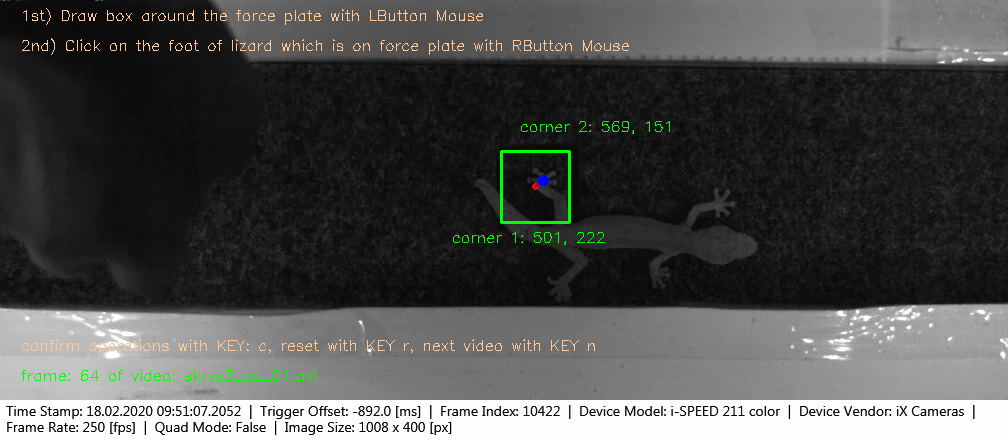 1st) Draw box around the force plate with LButton Mouse
2nd) Click on the foot of lizard which is on force plate with RButton Mouse
corner 2: 569, 151
corner 1: 501, 222
confirm operations with KEY: c, reset with KEY r, next video with KEY n
frame: 64 of video:
Time Stamp: 18.02.2020 09:51:07.2052 | Trigger Offset: -892.0 [ms] | Frame Index: 10422 | Device Model: i-SPEED 211 color | Device Vendor: iX Cameras |
Frame Rate: 250 [fps] | Quad Mode: False | Image Size: 1008 x 400 [px]